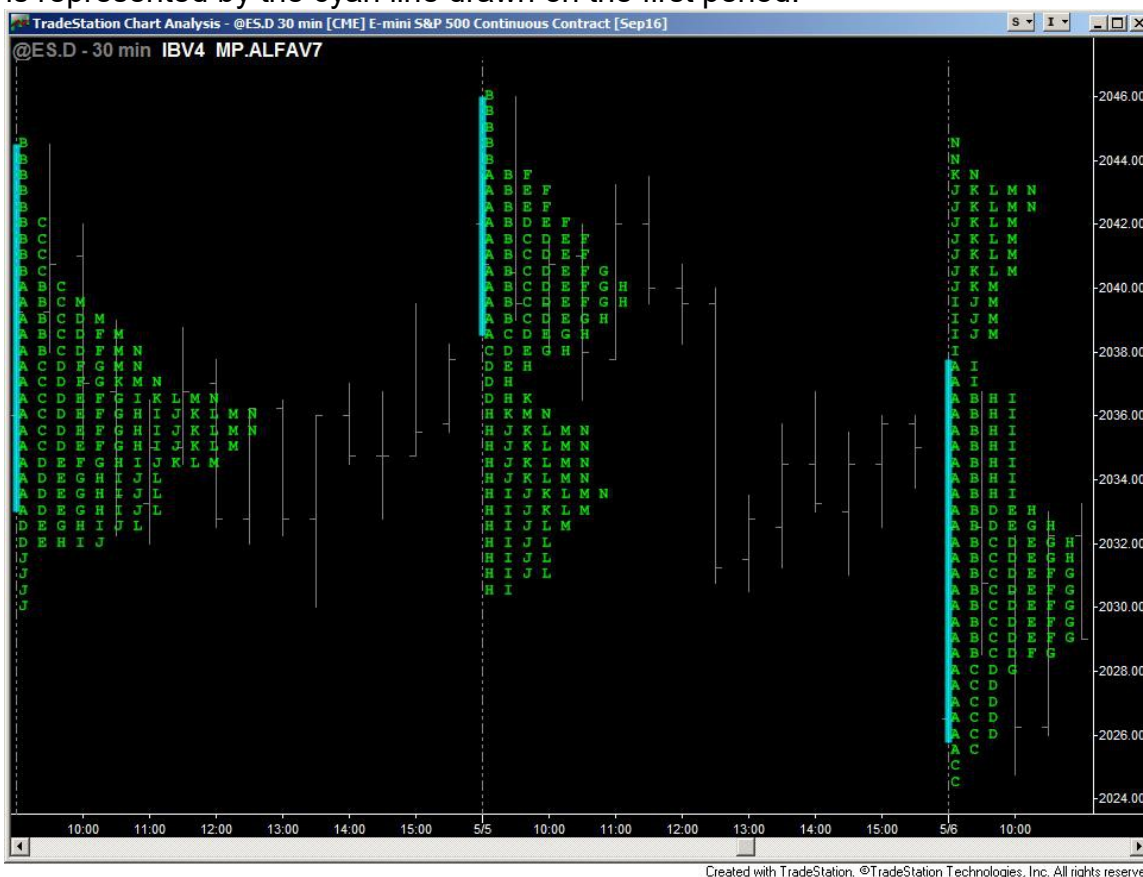 is represented by the cyan line drawn on the first period.
TradeStation Chart Analysis - @ES.D 30 min [CME] E-mini S&P 500 Continuous Contract [Sep16]
S I
@ES.D - 30 min IBV4 MP.ALFAV7
B 2046.00
B
B
B B N
B B N 2044.00
B A B F K N
B A B E F J K L M N
B A B E F J K L M N
B C A B D E F J K L M 2042.00
B C A B C D E F J K L M
B C A B C D E F J K L M
B C A B C D E F G J K L M
A B C A B C D E F G H J K M 2040.00
A B C M A B C D E F G H I J M
A B C D M A B C D E G H I J M
A B C D F M A C D E G H I J M
A B C D F M N C D E G H I 2038.00
A C D F G M N D E H A I
A C D F G K M N D H A I
A C D E F G I K L M N D H K A B H I
A C D E F G H I J K L M N H K M N A B H I 2036.00
A C D E F G H I J K L M N H J K L M N A B H I
A C D E F G H I J K L M H J K L M N A B H I
A D E F G H I J K L M H J K L M N A B H I
A D E G H I J L H J K L M N A B H I 2034.00
A D E G H I J L H I J K L M N A B H I
A D E G H I J L H I J K L M A B D E H
D E G H I J L H I J L M A B D E G H
D E H I J H I J L A B C D E G H 2032.00
J H I J L A B C D E G H
J H I J L A B C D E F G
J H I A B C D E F G
J A B C D E F G 2030.00
A B C D E F G
A B C D E F G
A B C D F G
A C D G 2028.00
A C D
A C D
A C D
A C D 2026.00
A C
C
C
2024.00
10:00 11:00 12:00 13:00 14:00 15:00 5/5 10:00 11:00 12:00 13:00 14:00 15:00 5/6 10:00
Created with TradeStation. ©TradeStation Technologies, Inc. All rights reserve